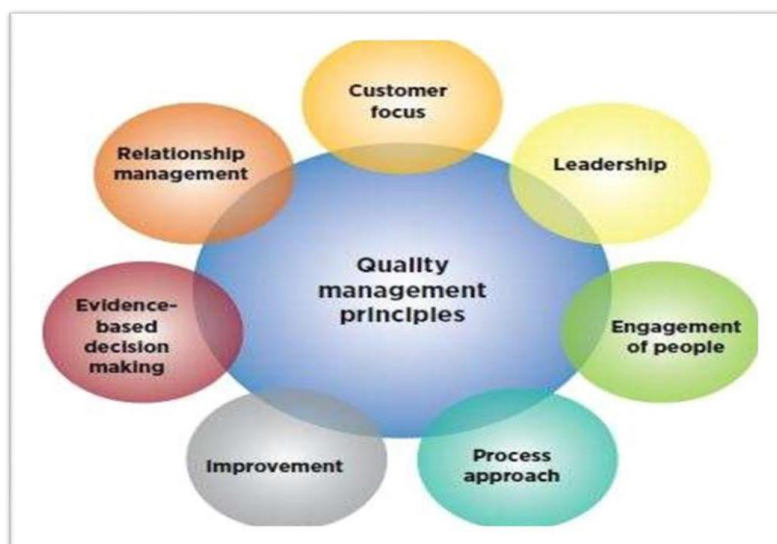 Customer
focus
Relationship
management
Leadership
Quality
management
principles
Evidence-
based
decision
making
Engagement
of people
Improvement
Process
approach